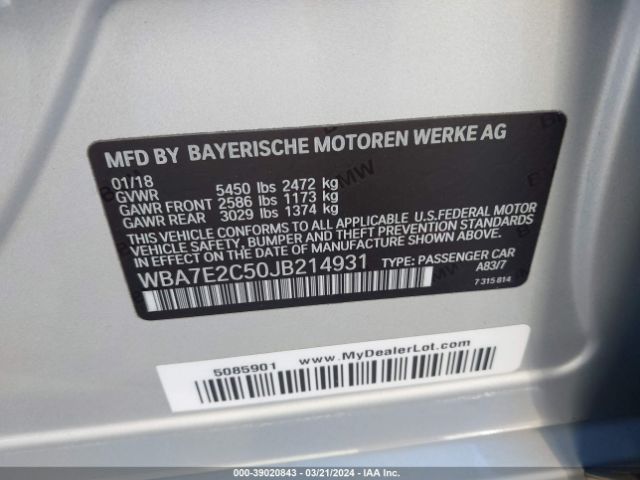 MFD BY BAYERISCHE MOTOREN WERKE AG
01/18
GVWR 5450 lbs 2472 kg
GAWR FRONT 2586 lbs 1173 kg
GAWR REAR 3029 lbs 1374 kg
THIS VEHICLE CONFORMS TO ALL APPLICABLE U.S.FEDERAL MOTOR
VEHICLE SAFETY, BUMPER AND THEFT PREVENTION STANDARDS
IN EFFECT ON THE DATE OF MANUFACTURE SHOWN ABOVE.
WBA7E2C50JB214931 TYPE: PASSENGER CAR
A83/7
7 315 814
5085901 www.MyDealerLot.com
000-39020843 - 03/21/2024 - IAA Inc.